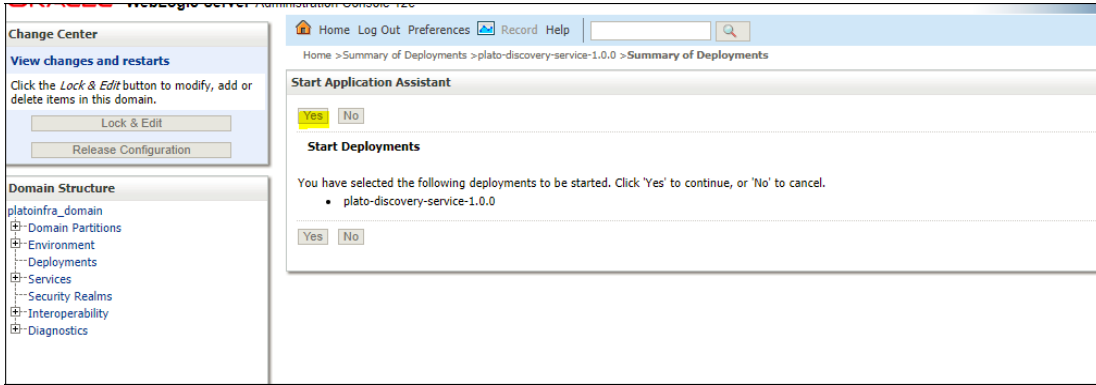 ORACLE WebLogic Server Administration Console 12c
Change Center
View changes and restarts
Click the Lock & Edit button to modify, add or
delete items in this domain.
Lock & Edit
Release Configuration
Domain Structure
platoinfra_domain
Domain Partitions
Environment
Deployments
Services
Security Realms
Interoperability
Diagnostics
Home Log Out Preferences Record Help
Home >Summary of Deployments >plato-discovery-service-1.0.0 >Summary of Deployments
Start Application Assistant
Yes No
Start Deployments
You have selected the following deployments to be started. Click 'Yes' to continue, or 'No' to cancel.
• plato-discovery-service-1.0.0
Yes No